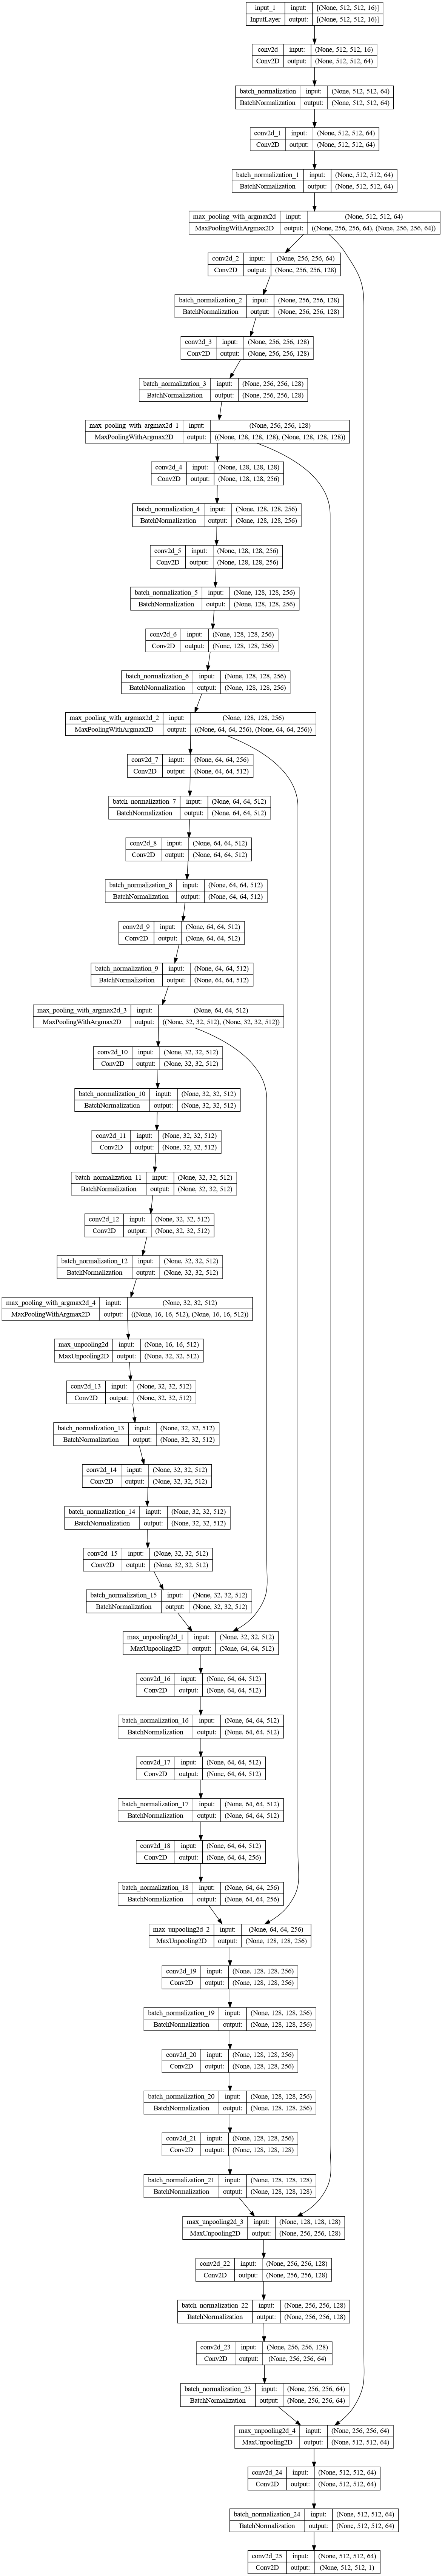 input_1 input: [(None, 512, 512, 16)]
InputLayer output: [(None, 512, 512, 16)]
conv2d input: (None, 512, 512, 16)
Conv2D output: (None, 512, 512, 64)
batch_normalization input: (None, 512, 512, 64)
BatchNormalization output: (None, 512, 512, 64)
conv2d_1 input: (None, 512, 512, 64)
Conv2D output: (None, 512, 512, 64)
batch_normalization_1 input: (None, 512, 512, 64)
BatchNormalization output: (None, 512, 512, 64)
max_pooling_with_argmax2d input: (None, 512, 512, 64)
MaxPoolingWithArgmax2D output: ((None, 256, 256, 64), (None, 256, 256, 64))
conv2d_2 input: (None, 256, 256, 64)
Conv2D output: (None, 256, 256, 128)
batch_normalization_2 input: (None, 256, 256, 128)
BatchNormalization output: (None, 256, 256, 128)
conv2d_3 input: (None, 256, 256, 128)
Conv2D output: (None, 256, 256, 128)
batch_normalization_3 input: (None, 256, 256, 128)
BatchNormalization output: (None, 256, 256, 128)
max_pooling_with_argmax2d_1 input: (None, 256, 256, 128)
MaxPoolingWithArgmax2D output: ((None, 128, 128, 128), (None, 128, 128, 128))
conv2d_4 input: (None, 128, 128, 128)
Conv2D output: (None, 128, 128, 256)
batch_normalization_4 input: (None, 128, 128, 256)
BatchNormalization output: (None, 128, 128, 256)
conv2d_5 input: (None, 128, 128, 256)
Conv2D output: (None, 128, 128, 256)
batch_normalization_5 input: (None, 128, 128, 256)
BatchNormalization output: (None, 128, 128, 256)
conv2d_6 input: (None, 128, 128, 256)
Conv2D output: (None, 128, 128, 256)
batch_normalization_6 input: (None, 128, 128, 256)
BatchNormalization output: (None, 128, 128, 256)
max_pooling_with_argmax2d_2 input: (None, 128, 128, 256)
MaxPoolingWithArgmax2D output: ((None, 64, 64, 256), (None, 64, 64, 256))
conv2d_7 input: (None, 64, 64, 256)
Conv2D output: (None, 64, 64, 512)
batch_normalization_7 input: (None, 64, 64, 512)
BatchNormalization output: (None, 64, 64, 512)
conv2d_8 input: (None, 64, 64, 512)
Conv2D output: (None, 64, 64, 512)
batch_normalization_8 input: (None, 64, 64, 512)
BatchNormalization output: (None, 64, 64, 512)
conv2d_9 input: (None, 64, 64, 512)
Conv2D output: (None, 64, 64, 512)
batch_normalization_9 input: (None, 64, 64, 512)
BatchNormalization output: (None, 64, 64, 512)
max_pooling_with_argmax2d_3 input: (None, 64, 64, 512)
MaxPoolingWithArgmax2D output: ((None, 32, 32, 512), (None, 32, 32, 512))
conv2d_10 input: (None, 32, 32, 512)
Conv2D output: (None, 32, 32, 512)
batch_normalization_10 input: (None, 32, 32, 512)
BatchNormalization output: (None, 32, 32, 512)
conv2d_11 input: (None, 32, 32, 512)
Conv2D output: (None, 32, 32, 512)
batch_normalization_11 input: (None, 32, 32, 512)
BatchNormalization output: (None, 32, 32, 512)
conv2d_12 input: (None, 32, 32, 512)
Conv2D output: (None, 32, 32, 512)
batch_normalization_12 input: (None, 32, 32, 512)
BatchNormalization output: (None, 32, 32, 512)
max_pooling_with_argmax2d_4 input: (None, 32, 32, 512)
MaxPoolingWithArgmax2D output: ((None, 16, 16, 512), (None, 16, 16, 512))
max_unpooling2d input: (None, 16, 16, 512)
MaxUnpooling2D output: (None, 32, 32, 512)
conv2d_13 input: (None, 32, 32, 512)
Conv2D output: (None, 32, 32, 512)
batch_normalization_13 input: (None, 32, 32, 512)
BatchNormalization output: (None, 32, 32, 512)
conv2d_14 input: (None, 32, 32, 512)
Conv2D output: (None, 32, 32, 512)
batch_normalization_14 input: (None, 32, 32, 512)
BatchNormalization output: (None, 32, 32, 512)
conv2d_15 input: (None, 32, 32, 512)
Conv2D output: (None, 32, 32, 512)
batch_normalization_15 input: (None, 32, 32, 512)
BatchNormalization output: (None, 32, 32, 512)
max_unpooling2d_1 input: (None, 32, 32, 512)
MaxUnpooling2D output: (None, 64, 64, 512)
conv2d_16 input: (None, 64, 64, 512)
Conv2D output: (None, 64, 64, 512)
batch_normalization_16 input: (None, 64, 64, 512)
BatchNormalization output: (None, 64, 64, 512)
conv2d_17 input: (None, 64, 64, 512)
Conv2D output: (None, 64, 64, 512)
batch_normalization_17 input: (None, 64, 64, 512)
BatchNormalization output: (None, 64, 64, 512)
conv2d_18 input: (None, 64, 64, 512)
Conv2D output: (None, 64, 64, 256)
batch_normalization_18 input: (None, 64, 64, 256)
BatchNormalization output: (None, 64, 64, 256)
max_unpooling2d_2 input: (None, 64, 64, 256)
MaxUnpooling2D output: (None, 128, 128, 256)
conv2d_19 input: (None, 128, 128, 256)
Conv2D output: (None, 128, 128, 256)
batch_normalization_19 input: (None, 128, 128, 256)
BatchNormalization output: (None, 128, 128, 256)
conv2d_20 input: (None, 128, 128, 256)
Conv2D output: (None, 128, 128, 256)
batch_normalization_20 input: (None, 128, 128, 256)
BatchNormalization output: (None, 128, 128, 256)
conv2d_21 input: (None, 128, 128, 256)
Conv2D output: (None, 128, 128, 128)
batch_normalization_21 input: (None, 128, 128, 128)
BatchNormalization output: (None, 128, 128, 128)
max_unpooling2d_3 input: (None, 128, 128, 128)
MaxUnpooling2D output: (None, 256, 256, 128)
conv2d_22 input: (None, 256, 256, 128)
Conv2D output: (None, 256, 256, 128)
batch_normalization_22 input: (None, 256, 256, 128)
BatchNormalization output: (None, 256, 256, 128)
conv2d_23 input: (None, 256, 256, 128)
Conv2D output: (None, 256, 256, 64)
batch_normalization_23 input: (None, 256, 256, 64)
BatchNormalization output: (None, 256, 256, 64)
max_unpooling2d_4 input: (None, 256, 256, 64)
MaxUnpooling2D output: (None, 512, 512, 64)
conv2d_24 input: (None, 512, 512, 64)
Conv2D output: (None, 512, 512, 64)
batch_normalization_24 input: (None, 512, 512, 64)
BatchNormalization output: (None, 512, 512, 64)
conv2d_25 input: (None, 512, 512, 64)
Conv2D output: (None, 512, 512, 1)